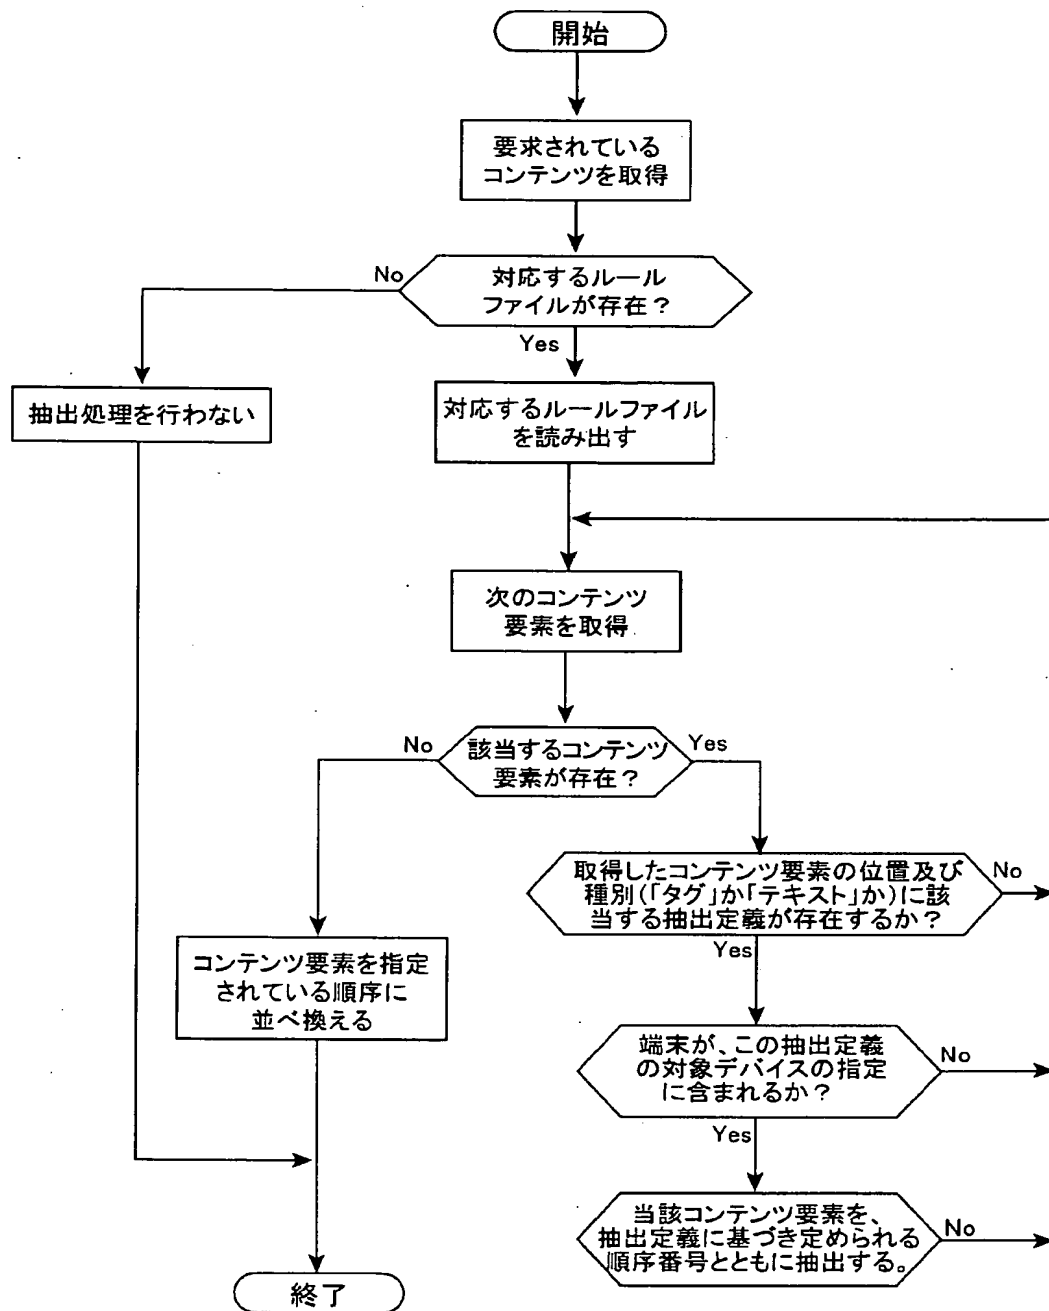 開始
要求されている
コンテンツを取得
対応するルール
ファイルが存在？
No
Yes
抽出処理を行わない
対応するルールファイル
を読み出す
次のコンテンツ
要素を取得
該当するコンテンツ
要素が存在？
No
Yes
取得したコンテンツ要素の位置及び
種別（「タグ」か「テキスト」か）に該
当する抽出定義が存在するか？
No
Yes
コンテンツ要素を指定
されている順序に
並べ換える
端末が、この抽出定義
の対象デバイスの指定
に含まれるか？
No
Yes
当該コンテンツ要素を、
抽出定義に基づき定められる
順序番号とともに抽出する。
No
終了